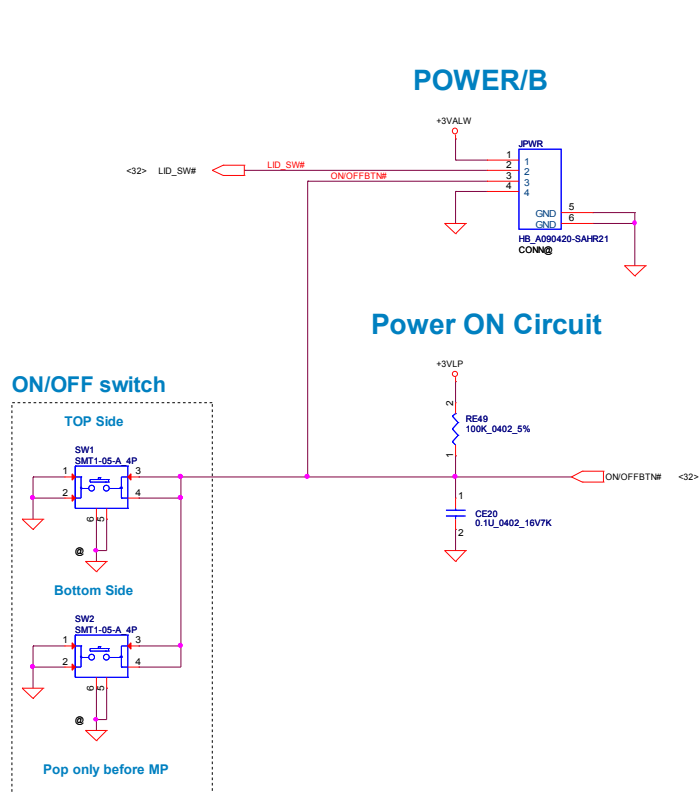 POWER/B
+3VALW
JPWR
<32> LID_SW#
LID_SW#
ON/OFFBTN#
1
2
3
4
1
2
3
4
GND
GND
5
6
HB_A090420-SAHR21
CONN@
Power ON Circuit
+3VLP
2
RE49
100K_0402_5%
1
ON/OFFBTN# <32>
1
CE20
0.1U_0402_16V7K
2
ON/OFF switch
TOP Side
SW1
SMT1-05-A_4P
1
3
2
4
6
5
@
Bottom Side
SW2
SMT1-05-A_4P
1
3
2
4
6
5
@
Pop only before MP